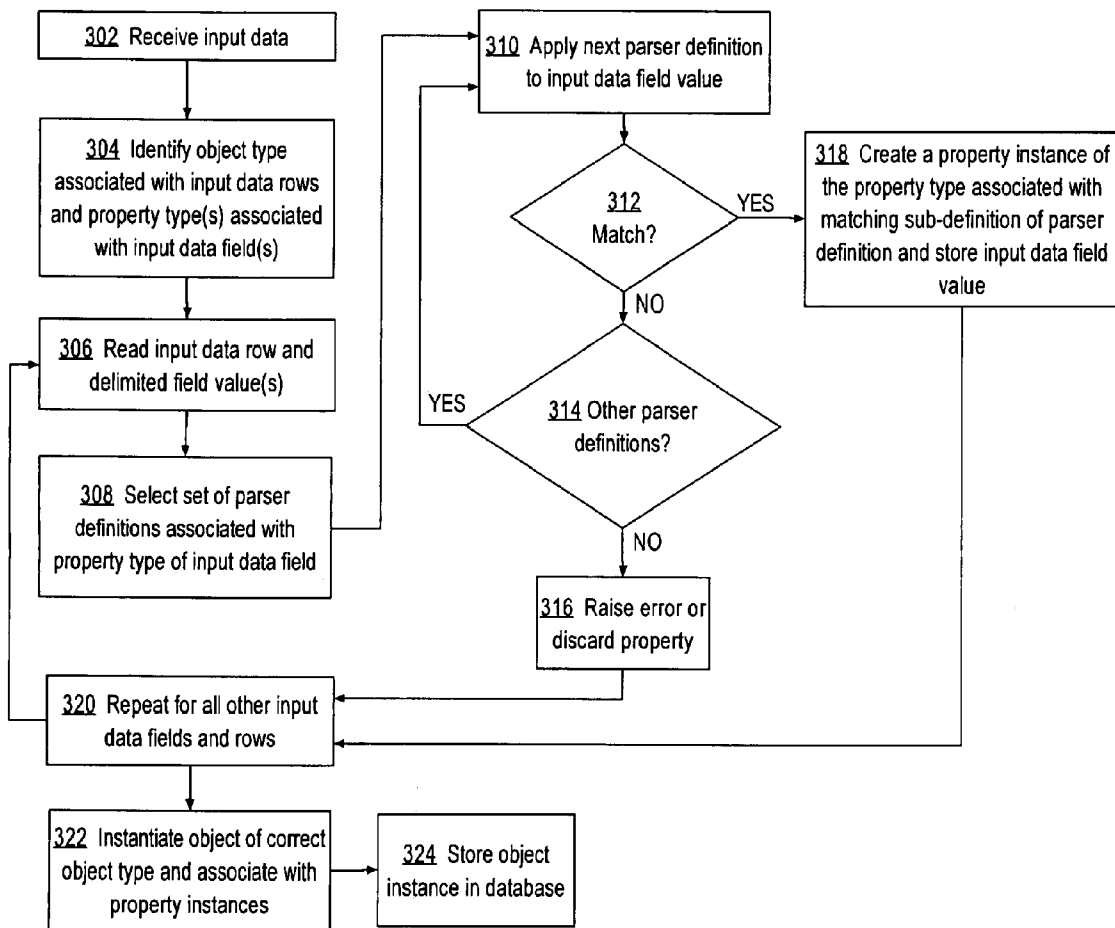 302 Receive input data
304 Identify object type
associated with input data rows
and property type(s) associated
with input data field(s)
306 Read input data row and
delimited field value(s)
308 Select set of parser
definitions associated with
property type of input data field
310 Apply next parser definition
to input data field value
312
Match?
YES
NO
318 Create a property instance of
the property type associated with
matching sub-definition of parser
definition and store input data field
value
314 Other parser
definitions?
YES
NO
316 Raise error or
discard property
320 Repeat for all other input
data fields and rows
322 Instantiate object of correct
object type and associate with
property instances
324 Store object
instance in database